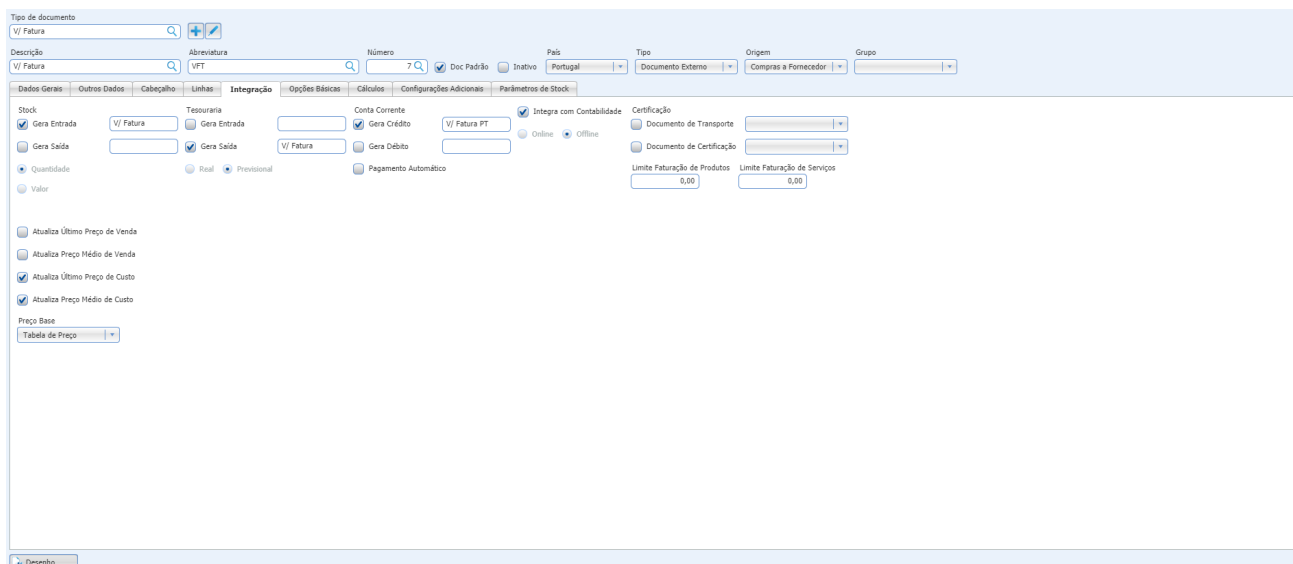 Tipo de documento
V/ Fatura
Descrição Abreviatura Número País Tipo Origem Grupo
V/ Fatura VFT 7 Doc Padrão Inativo Portugal Documento Externo Compras a Fornecedor
Dados Gerais Outros Dados Cabeçalho Linhas Integração Opções Básicas Cálculos Configurações Adicionais Parâmetros de Stock
Stock Tesouraria Conta Corrente Integra com Contabilidade Certificação
Gera Entrada V/ Fatura Gera Entrada Gera Crédito V/ Fatura PT Documento de Transporte
Online Offline
Gera Saída Gera Saída V/ Fatura Gera Débito Documento de Certificação
Quantidade Real Previsional Pagamento Automático Limite Faturação de Produtos Limite Faturação de Serviços
Valor 0,00 0,00
Atualiza Último Preço de Venda
Atualiza Preço Médio de Venda
Atualiza Último Preço de Custo
Atualiza Preço Médio de Custo
Preço Base
Tabela de Preço
Desenho